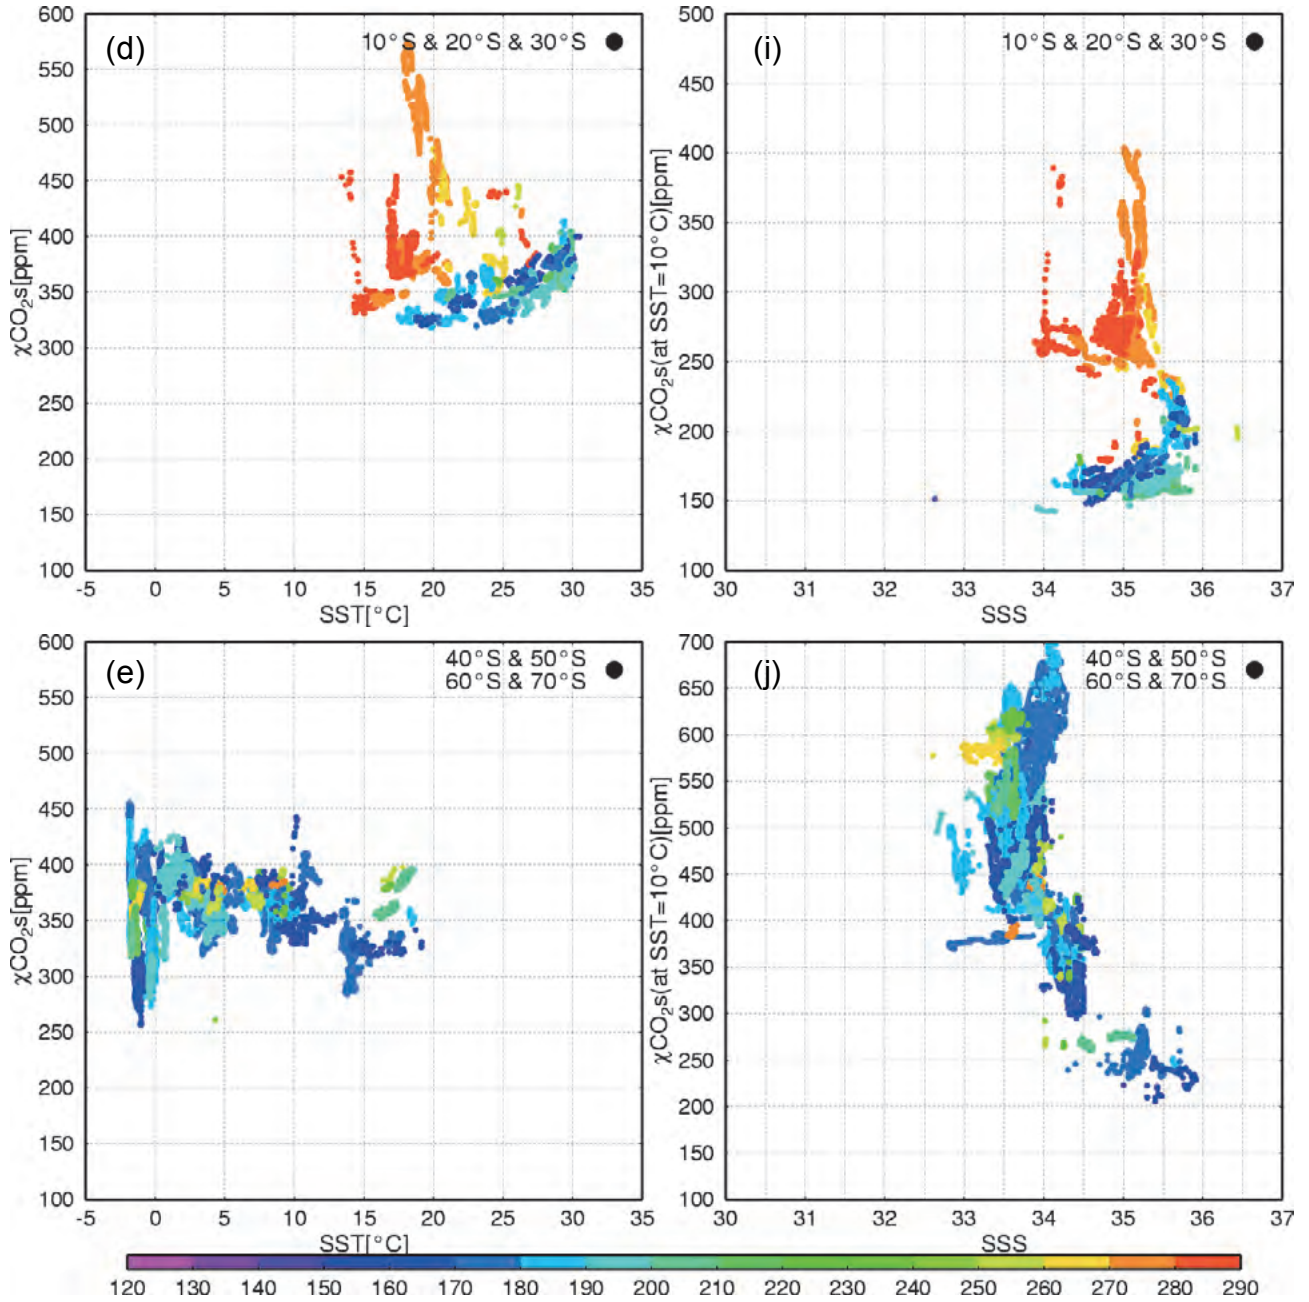 (d)
10°S & 20°S & 30°S
600
550
500
450
400
350
300
250
200
150
100
χCO₂s[ppm]
-5 0 5 10 15 20 25 30 35
SST[°C]
(i)
10°S & 20°S & 30°S
500
450
400
350
300
250
200
150
100
χCO₂s(at SST=10°C)[ppm]
30 31 32 33 34 35 36 37
SSS
(e)
40°S & 50°S
60°S & 70°S
600
550
500
450
400
350
300
250
200
150
100
χCO₂s[ppm]
-5 0 5 10 15 20 25 30 35
SST[°C]
(j)
40°S & 50°S
60°S & 70°S
700
650
600
550
500
450
400
350
300
250
200
150
100
χCO₂s(at SST=10°C)[ppm]
30 31 32 33 34 35 36 37
SSS
120 130 140 150 160 170 180 190 200 210 220 230 240 250 260 270 280 290